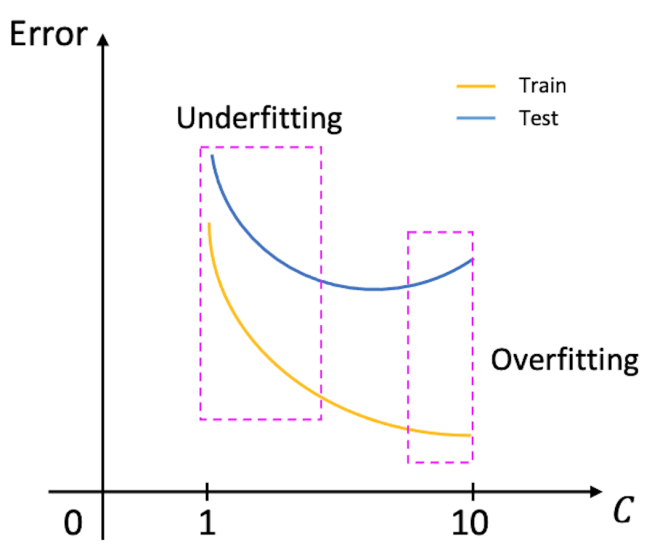 Error
Train
Test
Underfitting
Overfitting
0
1
10
C